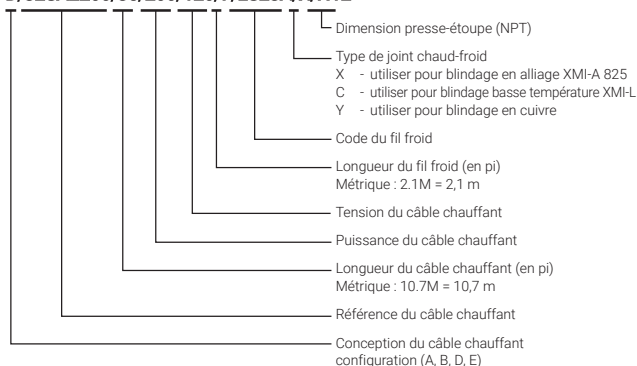 Dimension presse-étoupe (NPT)
Type de joint chaud-froid
X - utiliser pour blindage en alliage XMI-A 825
C - utiliser pour blindage basse température XMI-L
Y - utiliser pour blindage en cuivre
Code du fil froid
Longueur du fil froid (en pi)
Métrique : 2.1M = 2,1 m
Tension du câble chauffant
Puissance du câble chauffant
Longueur du câble chauffant (en pi)
Métrique : 10.7M = 10,7 m
Référence du câble chauffant
Conception du câble chauffant
configuration (A, B, D, E)